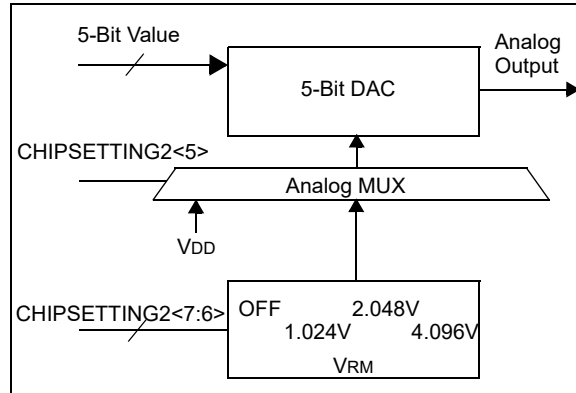 5-Bit Value
Analog
Output
5-Bit DAC
CHIPSETTING2<5>
Analog MUX
VDD
CHIPSETTING2<7:6>
OFF 2.048V
1.024V 4.096V
VRM